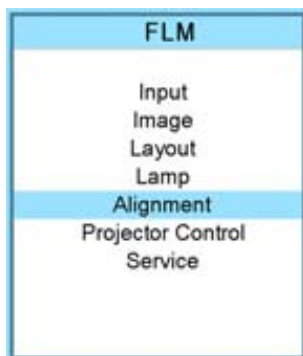 FLM
Input
Image
Layout
Lamp
Alignment
Projector Control
Service